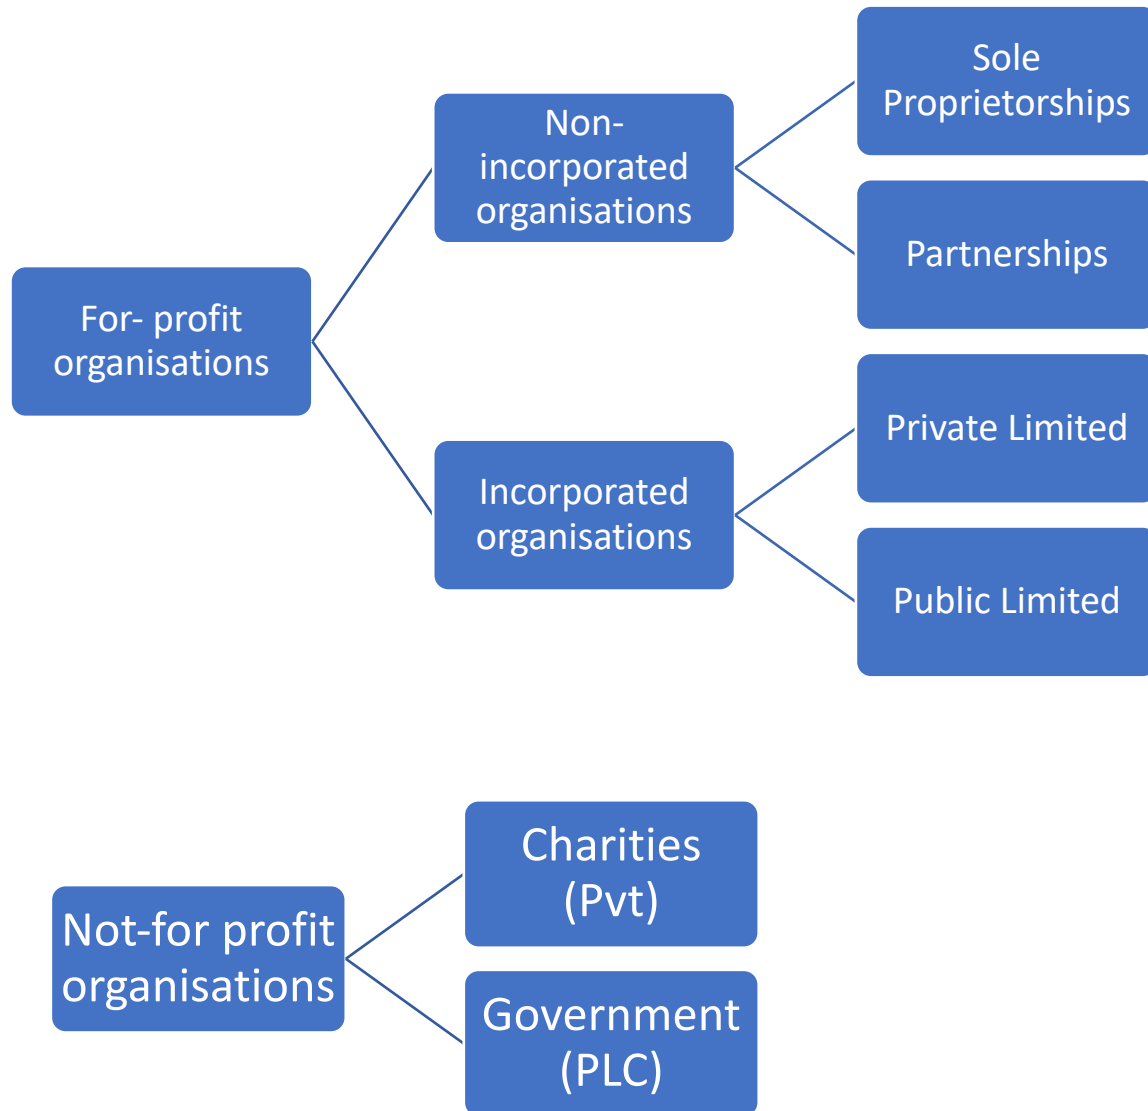 Sole
Proprietorships
Non-
incorporated
organisations
Partnerships
For- profit
organisations
Private Limited
Incorporated
organisations
Public Limited
Charities
(Pvt)
Not-for profit
organisations
Government
(PLC)